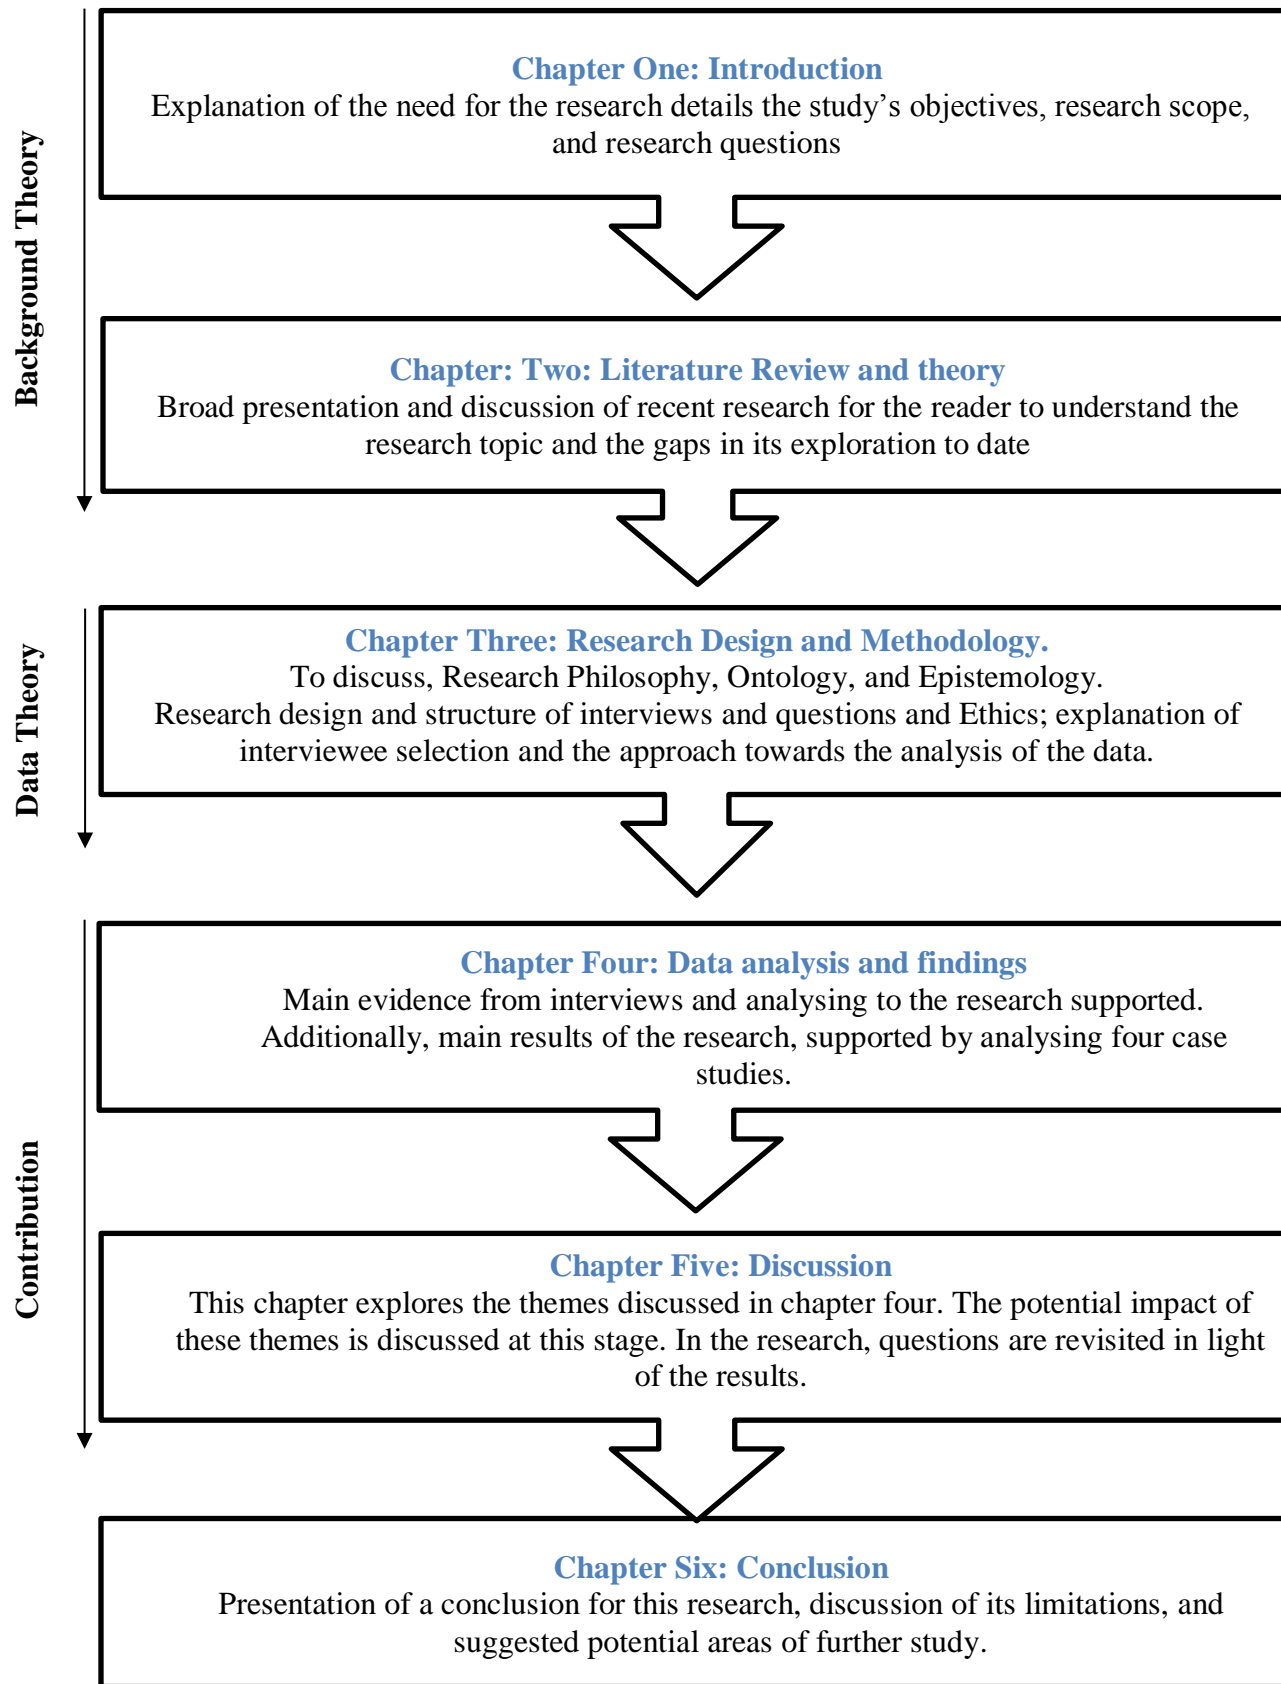 Background Theory
Chapter One: Introduction
Explanation of the need for the research details the study’s objectives, research scope,
and research questions
Chapter: Two: Literature Review and theory
Broad presentation and discussion of recent research for the reader to understand the
research topic and the gaps in its exploration to date
Data Theory
Chapter Three: Research Design and Methodology.
To discuss, Research Philosophy, Ontology, and Epistemology.
Research design and structure of interviews and questions and Ethics; explanation of
interviewee selection and the approach towards the analysis of the data.
Contribution
Chapter Four: Data analysis and findings
Main evidence from interviews and analysing to the research supported.
Additionally, main results of the research, supported by analysing four case
studies.
Chapter Five: Discussion
This chapter explores the themes discussed in chapter four. The potential impact of
these themes is discussed at this stage. In the research, questions are revisited in light
of the results.
Chapter Six: Conclusion
Presentation of a conclusion for this research, discussion of its limitations, and
suggested potential areas of further study.